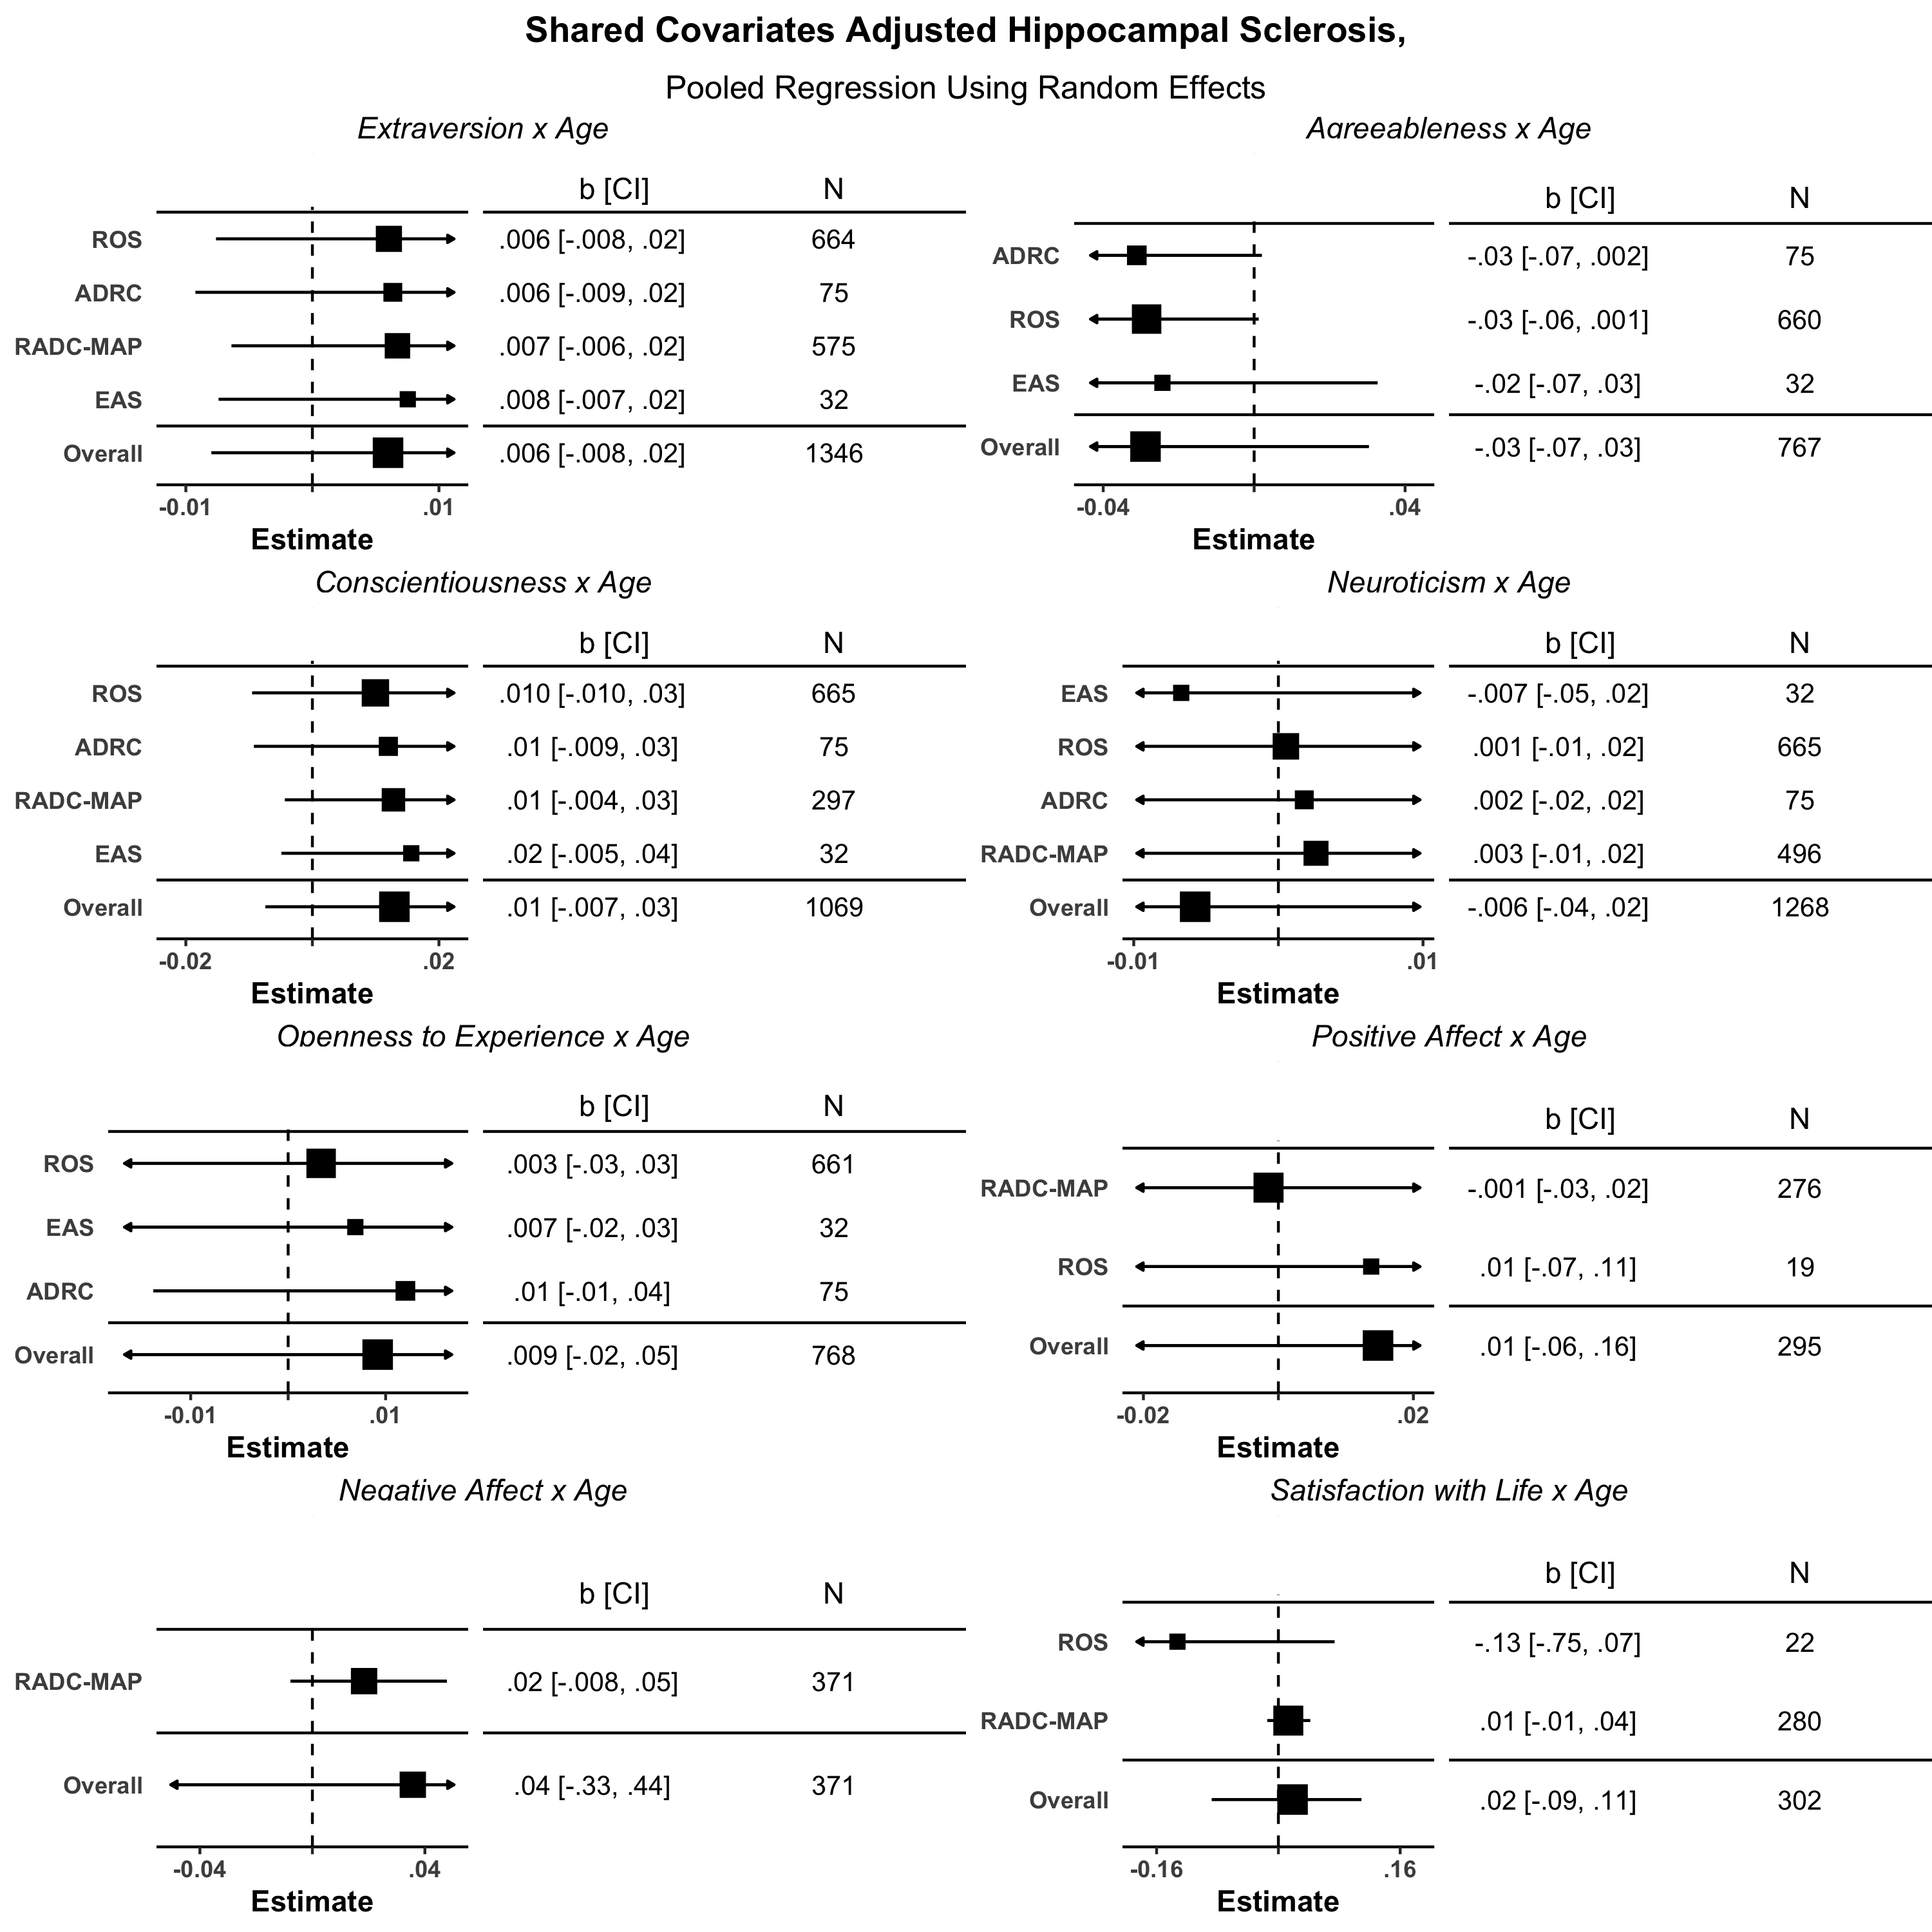 Shared Covariates Adjusted Hippocampal Sclerosis,
Pooled Regression Using Random Effects
Extraversion x Age
b [CI] N
ROS .006 [-.008, .02] 664
ADRC .006 [-.009, .02] 75
RADC-MAP .007 [-.006, .02] 575
EAS .008 [-.007, .02] 32
Overall .006 [-.008, .02] 1346
-0.01 .01
Estimate
Agreeableness x Age
b [CI] N
ADRC -.03 [-.07, .002] 75
ROS -.03 [-.06, .001] 660
EAS -.02 [-.07, .03] 32
Overall -.03 [-.07, .03] 767
-0.04 .04
Estimate
Conscientiousness x Age
b [CI] N
ROS .010 [-.010, .03] 665
ADRC .01 [-.009, .03] 75
RADC-MAP .01 [-.004, .03] 297
EAS .02 [-.005, .04] 32
Overall .01 [-.007, .03] 1069
-0.02 .02
Estimate
Neuroticism x Age
b [CI] N
EAS -.007 [-.05, .02] 32
ROS .001 [-.01, .02] 665
ADRC .002 [-.02, .02] 75
RADC-MAP .003 [-.01, .02] 496
Overall -.006 [-.04, .02] 1268
-0.01 .01
Estimate
Openness to Experience x Age
b [CI] N
ROS .003 [-.03, .03] 661
EAS .007 [-.02, .03] 32
ADRC .01 [-.01, .04] 75
Overall .009 [-.02, .05] 768
-0.01 .01
Estimate
Positive Affect x Age
b [CI] N
RADC-MAP -.001 [-.03, .02] 276
ROS .01 [-.07, .11] 19
Overall .01 [-.06, .16] 295
-0.02 .02
Estimate
Negative Affect x Age
b [CI] N
RADC-MAP .02 [-.008, .05] 371
Overall .04 [-.33, .44] 371
-0.04 .04
Estimate
Satisfaction with Life x Age
b [CI] N
ROS -.13 [-.75, .07] 22
RADC-MAP .01 [-.01, .04] 280
Overall .02 [-.09, .11] 302
-0.16 .16
Estimate